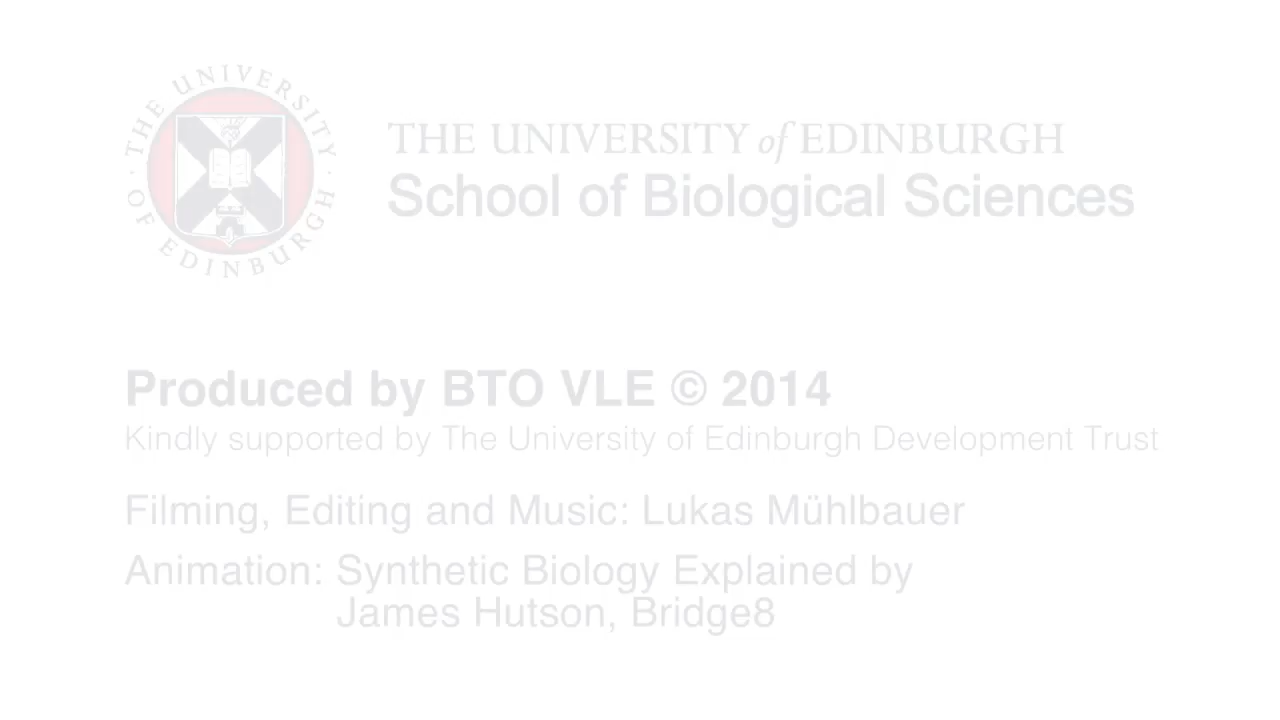 THE UNIVERSITY OF EDINBURGH
THE UNIVERSITY of EDINBURGH
School of Biological Sciences
Produced by BTO VLE © 2014
Kindly supported by The University of Edinburgh Development Trust
Filming, Editing and Music: Lukas Mühlbauer
Animation: Synthetic Biology Explained by
James Hutson, Bridge8